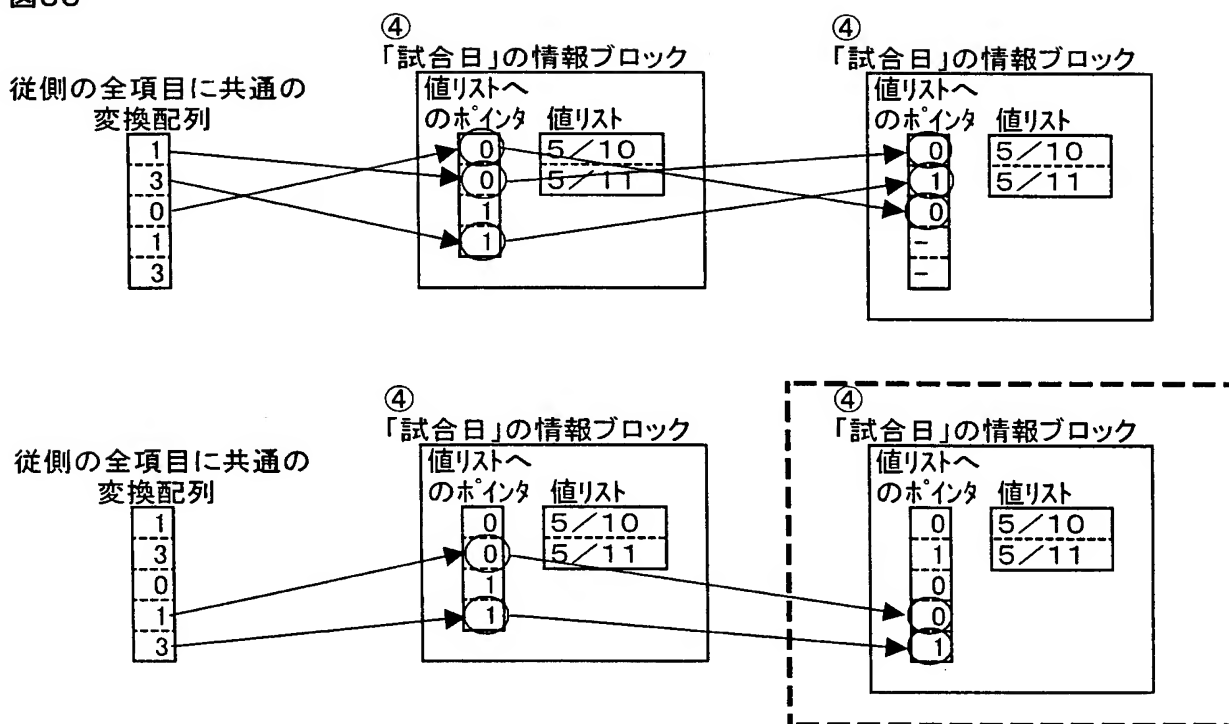 ④
「試合日」の情報ブロック
④
「試合日」の情報ブロック
従側の全項目に共通の
変換配列
1
3
0
1
3
値リストへ
のポインタ 値リスト
0
0
1
1
5／10
5／11
値リストへ
のポインタ 値リスト
0
1
0
-
-
5／10
5／11
④
「試合日」の情報ブロック
④
「試合日」の情報ブロック
従側の全項目に共通の
変換配列
1
3
0
1
3
値リストへ
のポインタ 値リスト
0
0
1
1
5／10
5／11
値リストへ
のポインタ 値リスト
0
1
0
0
1
5／10
5／11